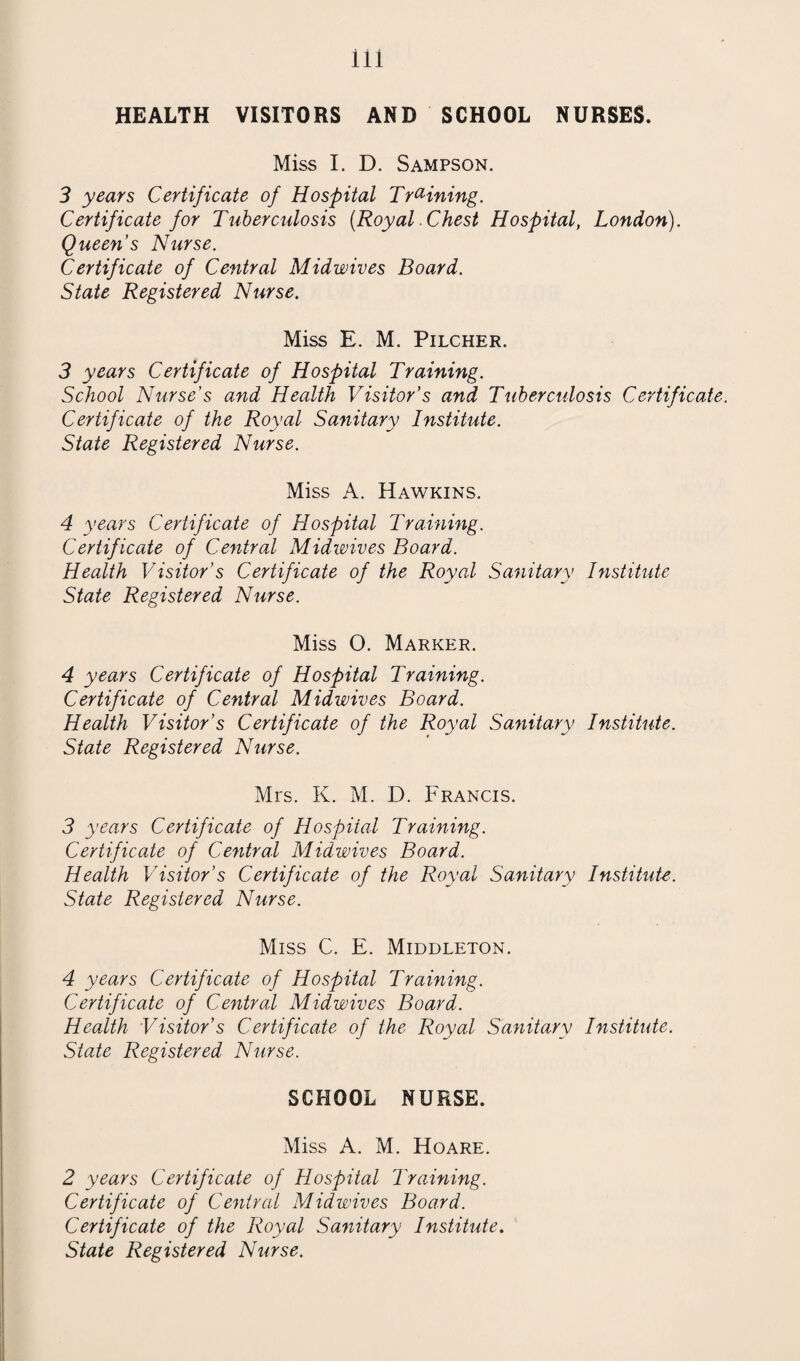 iii
HEALTH VISITORS AND SCHOOL NURSES.
Miss I. D. Sampson.
3 years Certificate of Hospital Training.
Certificate for Tuberculosis (Royal Chest Hospital, London).
Queen's Nurse.
Certificate of Central Midwives Board.
State Registered Nurse.
Miss E. M. Pilcher.
3 years Certificate of Hospital Training.
School Nurse's and Health Visitor's and Tuberculosis Certificate.
Certificate of the Royal Sanitary Institute.
State Registered Nurse.
Miss A. Hawkins.
4 years Certificate of Hospital Training.
Certificate of Central Midwives Board.
Health Visitor's Certificate of the Royal Sanitary Institute
State Registered Nurse.
Miss O. Marker.
4 years Certificate of Hospital Training.
Certificate of Central Midwives Board.
Health Visitor's Certificate of the Royal Sanitary Institute.
State Registered Nurse.
Mrs. K. M. D. Francis.
3 years Certificate of Hospital Training.
Certificate of Central Midwives Board.
Health Visitor's Certificate of the Royal Sanitary Institute.
State Registered Nurse.
Miss C. E. Middleton.
4 years Certificate of Hospital Training.
Certificate of Central Midwives Board.
Health Visitor's Certificate of the Royal Sanitary Institute.
State Registered Nurse.
SCHOOL NURSE.
Miss A. M. Hoare.
2 years Certificate of Hospital Training.
Certificate of Central Midwives Board.
Certificate of the Royal Sanitary Institute.
State Registered Nurse.